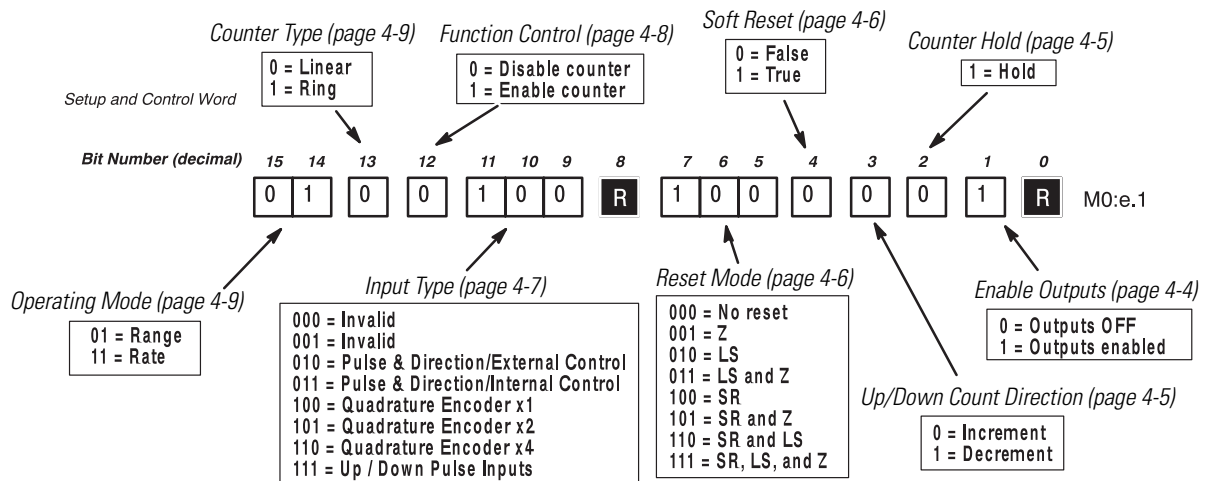 Counter Type (page 4-9)
0 = Linear
1 = Ring
Function Control (page 4-8)
0 = Disable counter
1 = Enable counter
Soft Reset (page 4-6)
0 = False
1 = True
Counter Hold (page 4-5)
1 = Hold
Setup and Control Word
Bit Number (decimal) 15 14 13 12 11 10 9 8 7 6 5 4 3 2 1 0
0 1 0 0 1 0 0 R 1 0 0 0 0 0 1 R M0:e.1
Operating Mode (page 4-9)
01 = Range
11 = Rate
Input Type (page 4-7)
000 = Invalid
001 = Invalid
010 = Pulse & Direction/External Control
011 = Pulse & Direction/Internal Control
100 = Quadrature Encoder x1
101 = Quadrature Encoder x2
110 = Quadrature Encoder x4
111 = Up / Down Pulse Inputs
Reset Mode (page 4-6)
000 = No reset
001 = Z
010 = LS
011 = LS and Z
100 = SR
101 = SR and Z
110 = SR and LS
111 = SR, LS, and Z
Enable Outputs (page 4-4)
0 = Outputs OFF
1 = Outputs enabled
Up/Down Count Direction (page 4-5)
0 = Increment
1 = Decrement